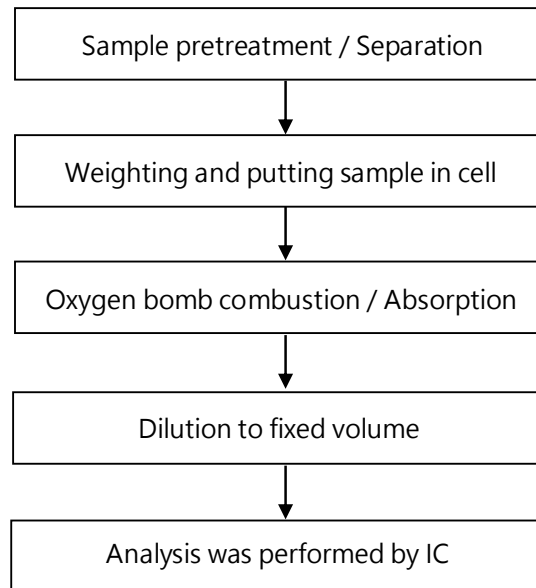 Sample pretreatment / Separation
Weighting and putting sample in cell
Oxygen bomb combustion / Absorption
Dilution to fixed volume
Analysis was performed by IC